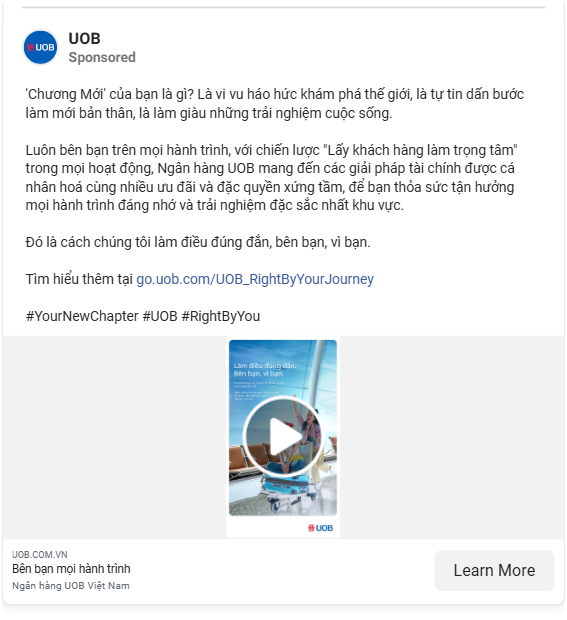 UOB
UOB
Sponsored
'Chương Mới' của bạn là gì? Là vi vu háo hức khám phá thế giới, là tự tin dấn bước
làm mới bản thân, là làm giàu những trải nghiệm cuộc sống.
Luôn bên bạn trên mọi hành trình, với chiến lược "Lấy khách hàng làm trọng tâm"
trong mọi hoạt động, Ngân hàng UOB mang đến các giải pháp tài chính được cá
nhân hoá cùng nhiều ưu đãi và đặc quyền xứng tầm, để bạn thỏa sức tận hưởng
mọi hành trình đáng nhớ và trải nghiệm đặc sắc nhất khu vực.
Đó là cách chúng tôi làm điều đúng đắn, bên bạn, vì bạn.
Tìm hiểu thêm tại go.uob.com/UOB_RightByYourJourney
#YourNewChapter #UOB #RightByYou
Làm điều đúng đắn.
Bên bạn, vì bạn.
UOB
UOB.COM.VN
Bên bạn mọi hành trình
Ngân hàng UOB Việt Nam
Learn More